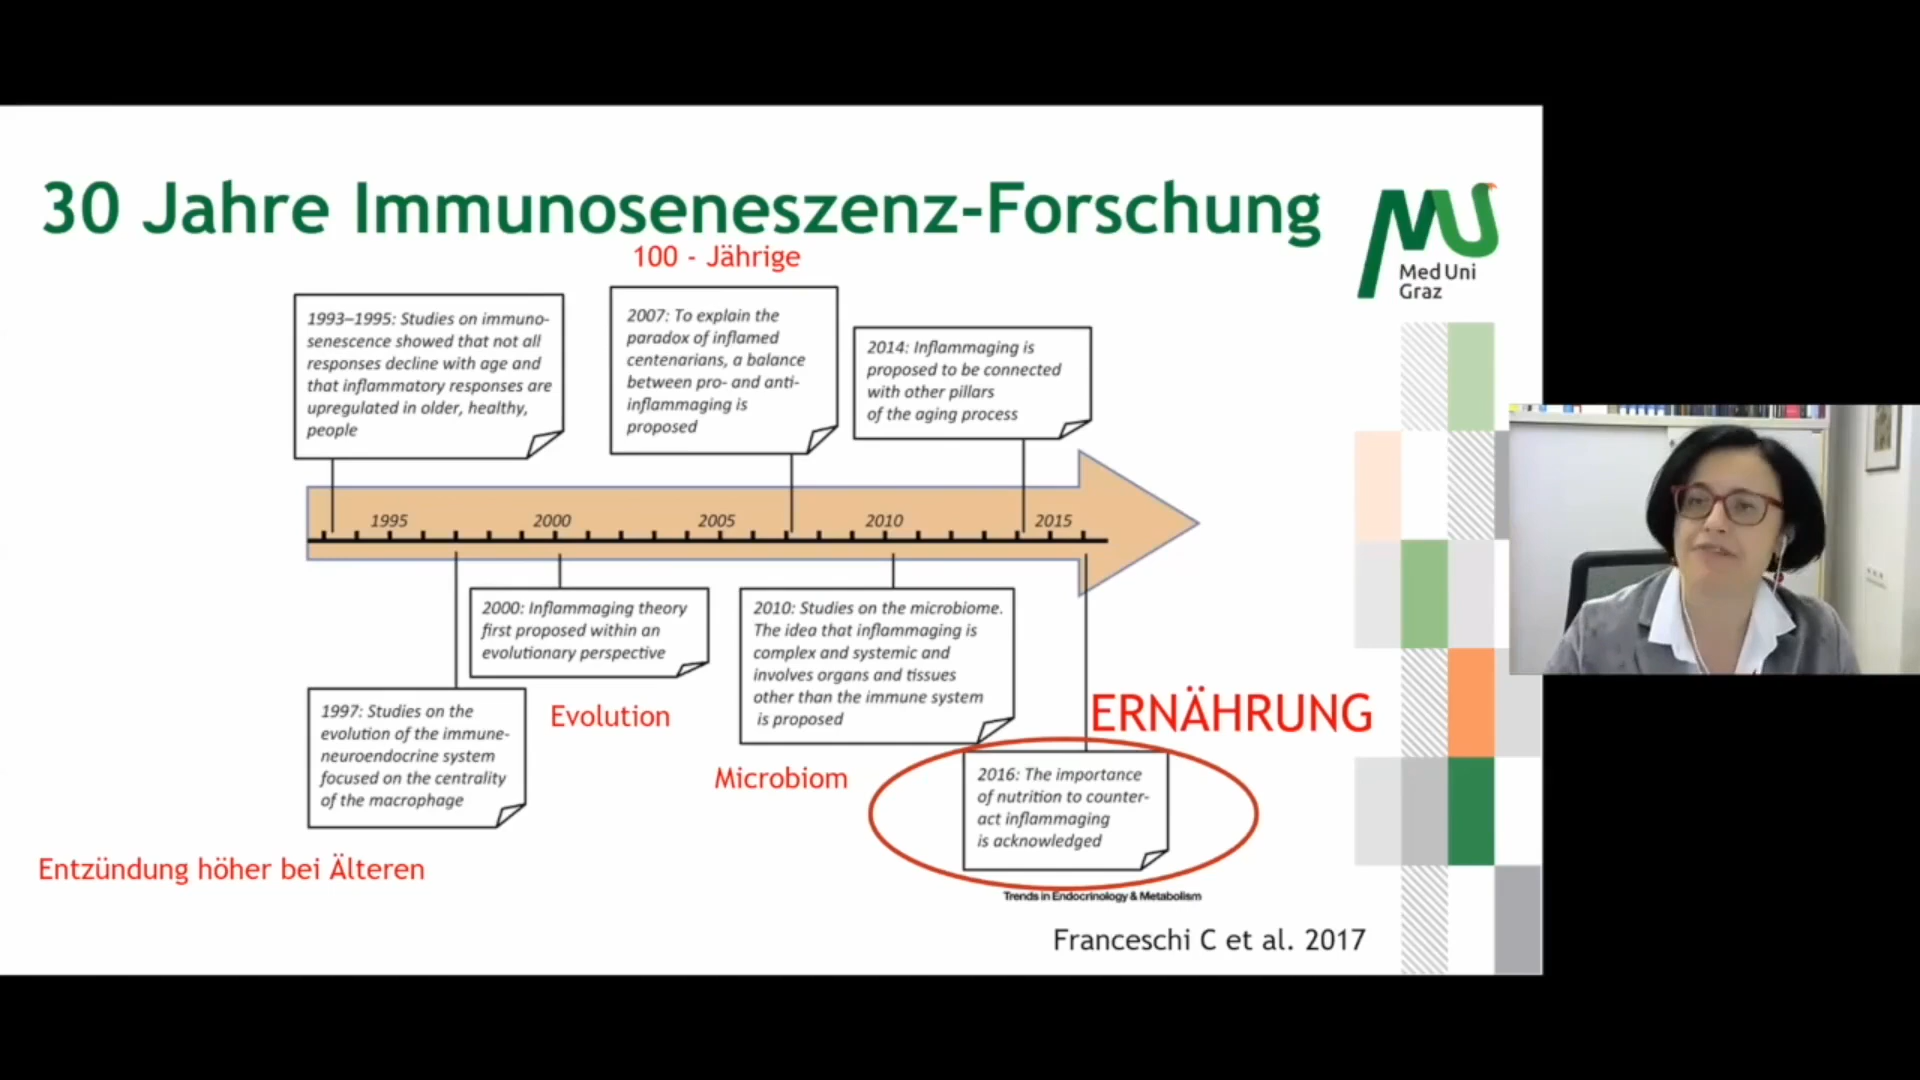 30 Jahre Immunoseneszenz-Forschung
100 - Jährige
Med Uni
Graz
1993–1995: Studies on immuno-
senescence showed that not all
responses decline with age and
that inflammatory responses are
upregulated in older, healthy,
people
2007: To explain the
paradox of inflamed
centenarians, a balance
between pro- and anti-
inflammaging is
proposed
2014: Inflammaging is
proposed to be connected
with other pillars
of the aging process
1995 2000 2005 2010 2015
2000: Inflammaging theory
first proposed within an
evolutionary perspective
2010: Studies on the microbiome.
The idea that inflammaging is
complex and systemic and
involves organs and tissues
other than the immune system
is proposed
1997: Studies on the
evolution of the immune-
neuroendocrine system
focused on the centrality
of the macrophage
Evolution
ERNÄHRUNG
Microbiom
2016: The importance
of nutrition to counter-
act inflammaging
is acknowledged
Entzündung höher bei Älteren
Trends in Endocrinology & Metabolism
Franceschi C et al. 2017